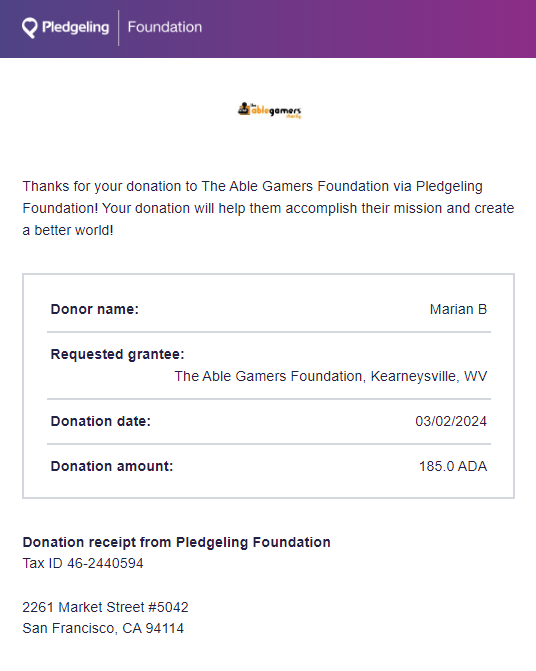 Pledgeling Foundation
the
ablegamers
charity
Thanks for your donation to The Able Gamers Foundation via Pledgeling
Foundation! Your donation will help them accomplish their mission and create
a better world!
Donor name: Marian B
Requested grantee:
The Able Gamers Foundation, Kearneysville, WV
Donation date: 03/02/2024
Donation amount: 185.0 ADA
Donation receipt from Pledgeling Foundation
Tax ID 46-2440594
2261 Market Street #5042
San Francisco, CA 94114